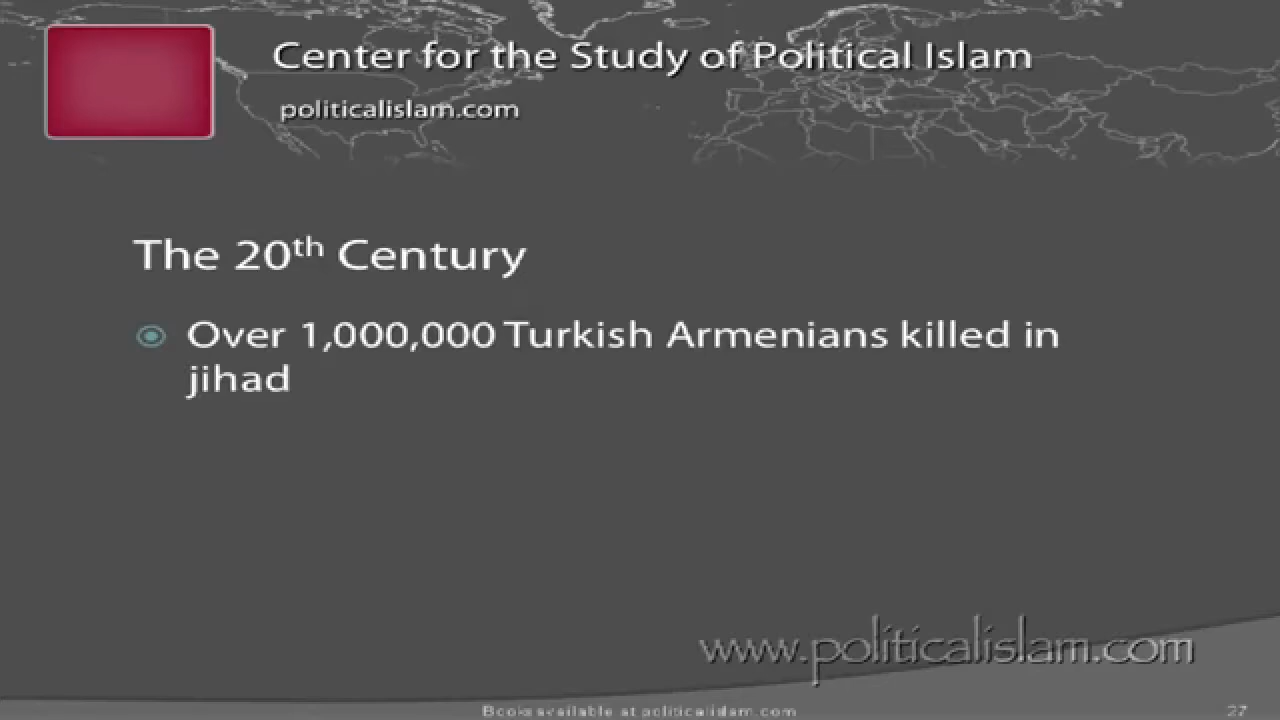 Center for the Study of Political Islam
politicalislam.com
The 20th Century
Over 1,000,000 Turkish Armenians killed in
jihad
www.politicalislam.com
Books available at politicalislam.com
27